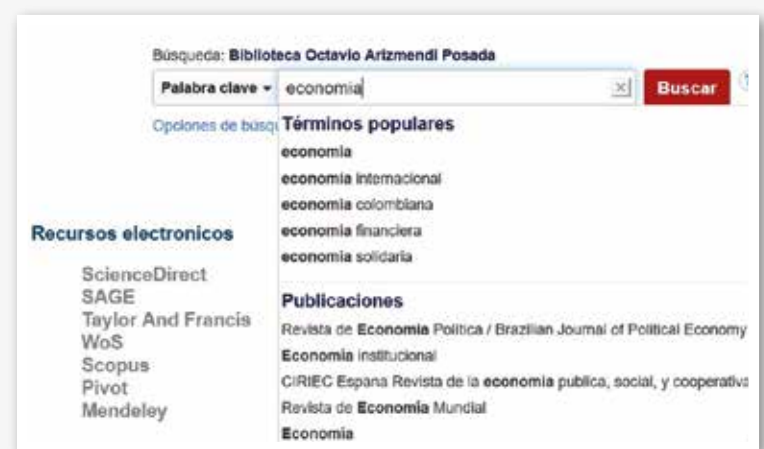 Búsqueda: Biblioteca Octavio Arizmendi Posada
Palabra clave economia × Buscar
Opciones de búsq
Términos populares
economia
economia internacional
economia colombiana
economia financiera
economia solidaria
Recursos electronicos
ScienceDirect
SAGE
Taylor And Francis
WoS
Scopus
Pivot
Mendeley
Publicaciones
Revista de Economia Política / Brazilian Journal of Political Economy
Economia institucional
CIRIEC Espana Revista de la economia publica, social, y cooperativa
Revista de Economia Mundial
Economia